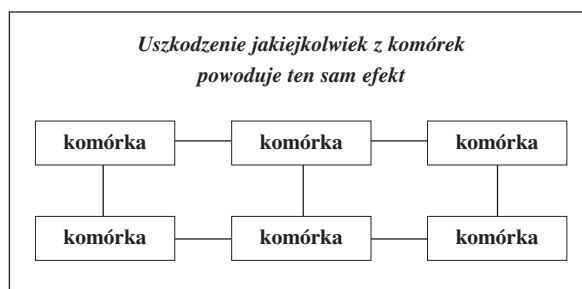 Uszkodzenie jakiejkolwiek z komórek
powoduje ten sam efekt
komórka komórka komórka
komórka komórka komórka